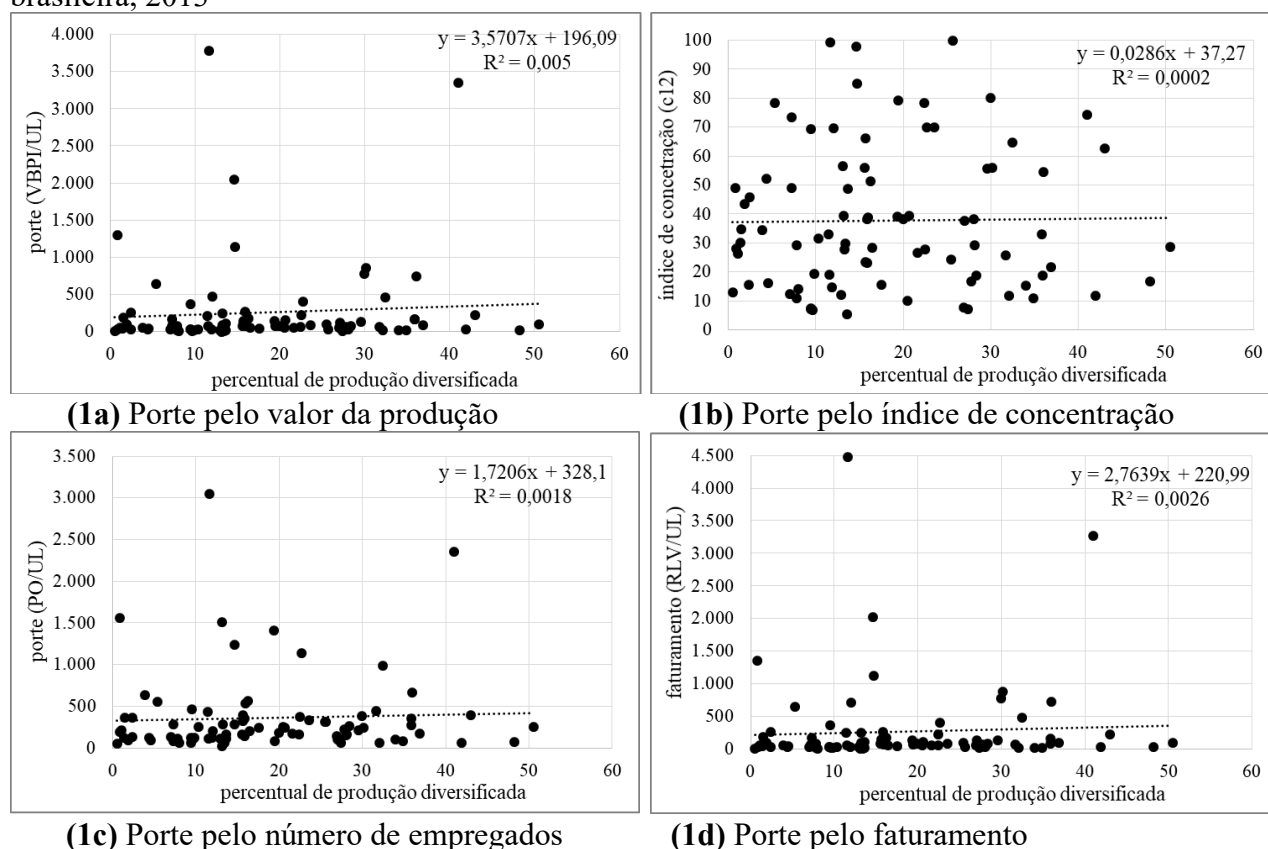 brasileira, 2015
4.000
3.500
3.000
2.500
2.000
1.500
1.000
500
0
porte (VBPI/UL)
y = 3,5707x + 196,09
R² = 0,005
0 10 20 30 40 50 60
percentual de produção diversificada
100
90
80
70
60
50
40
30
20
10
0
índice de concetração (c12)
y = 0,0286x + 37,27
R² = 0,0002
0 10 20 30 40 50 60
percentual de produção diversificada
(1a) Porte pelo valor da produção
(1b) Porte pelo índice de concentração
3.500
3.000
2.500
2.000
1.500
1.000
500
0
porte (PO/UL)
y = 1,7206x + 328,1
R² = 0,0018
0 10 20 30 40 50 60
percentual de produção diversificada
4.500
4.000
3.500
3.000
2.500
2.000
1.500
1.000
500
0
faturamento (RLV/UL)
y = 2,7639x + 220,99
R² = 0,0026
0 10 20 30 40 50 60
percentual de produção diversificada
(1c) Porte pelo número de empregados
(1d) Porte pelo faturamento